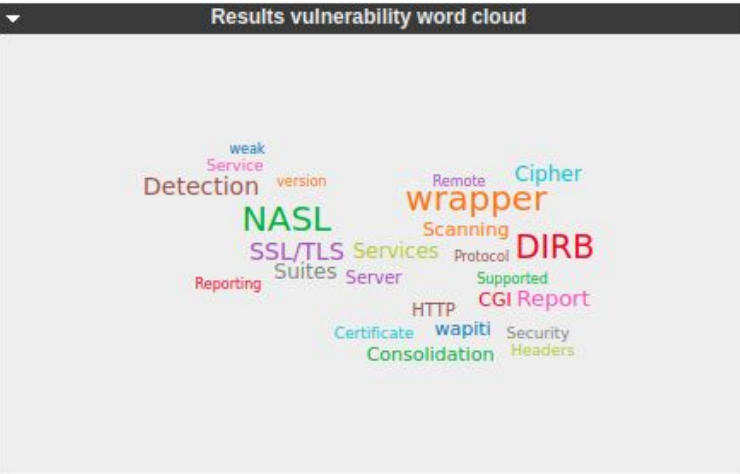 Results vulnerability word cloud
weak
Service
Detection version
Remote Cipher
wrapper
NASL
Scanning
SSL/TLS Services Protocol DIRB
Suites Server Supported
Reporting
CGI Report
HTTP
Certificate wapiti Security
Consolidation Headers